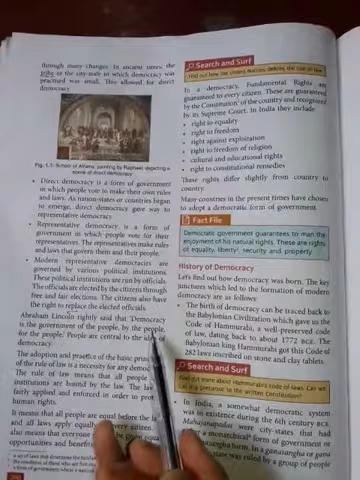 through many changes. In ancient times, the
tribe or the city-state in which democracy was
practised was small. This allowed for direct
democracy.
Fig. 1.1: School of Athens, painting by Raphael depicting a
scene of direct democracy
• Direct democracy is a form of government
in which people vote to make their own rules
and laws. As nation-states or countries began
to emerge, direct democracy gave way to
representative democracy.
• Representative democracy, is a form of
government in which people vote for their
representatives. The representatives make rules
and laws that govern them and their people.
• Modern representative democracies are
governed by various political institutions.
These political institutions are run by officials.
The officials are elected by the citizens through
free and fair elections. The citizens also have
the right to replace the elected officials.
Abraham Lincoln rightly said that 'Democracy
is the government of the people, by the people,
for the people.' People are central to the
democracy.
The adoption and practice of the basic
of the rule of law is necessary for any democ
The rule of law means that all people
institutions are bound by the law. The law
fairly applied and enforced in order to prot
human rights.
It means that all people are equal before the la
and all laws apply equally to every citizen.
also means that everyone should be given equal
opportunities and benefits
Search and Surf
Find out how the United Nations defines the rule of law.
In a democracy, Fundamental Rights are
guaranteed to every citizen. These are guaranteed
by the Constitution of the country and recognized
by its Supreme Court. In India they include
• right to equality
• right to freedom
• right against exploitation
• right to freedom of religion
• cultural and educational rights
• right to constitutional remedies
These rights differ slightly from country to
country.
Many countries in the present times have chosen
to adopt a democratic form of government.
Fact File
Democratic government guarantees to man the
enjoyment of his natural rights. These are rights
of equality, liberty, security and property.
History of Democracy
Let's find out how democracy was born. The key
junctures which led to the formation of modern
democracy are as follows:
• The birth of democracy can be traced back to
the Babylonian Civilization which gave us the
Code of Hammurabi, a well-preserved code
of law, dating back to about 1772 BCE. The
Babylonian king Hammurabi got this Code of
282 laws inscribed on stone and clay tablets.
Search and Surf
Find out more about Hammurabi's code of laws. Can we
call it a precursor to the written Constitution?
• In India, a somewhat democratic system
was in existence during the 6th century BCE.
Mahajanapadas were city-states that had
either a monarchical form of government or
gana-sangha form. In a gana-sangha or gana
state was ruled by a group of people